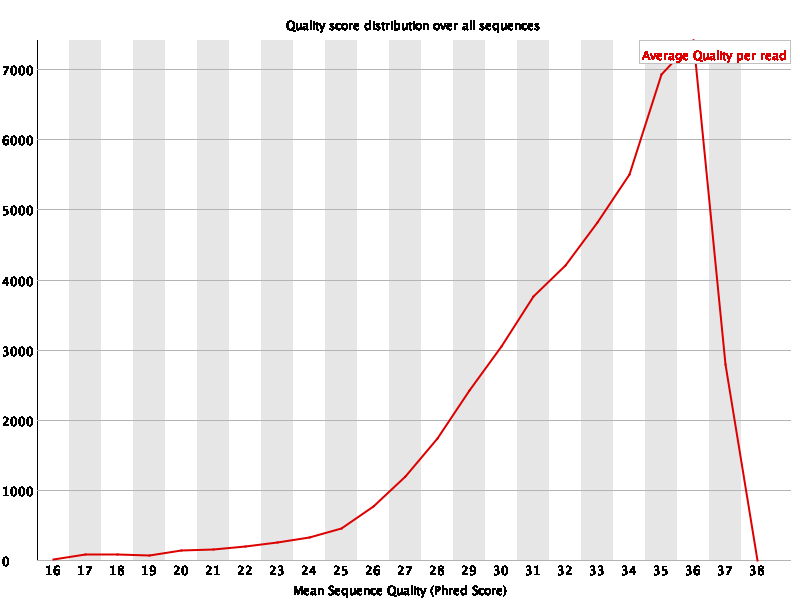 Quality score distribution over all sequences
Average Quality per read
7000
6000
5000
4000
3000
2000
1000
0
16 17 18 19 20 21 22 23 24 25 26 27 28 29 30 31 32 33 34 35 36 37 38
Mean Sequence Quality (Phred Score)